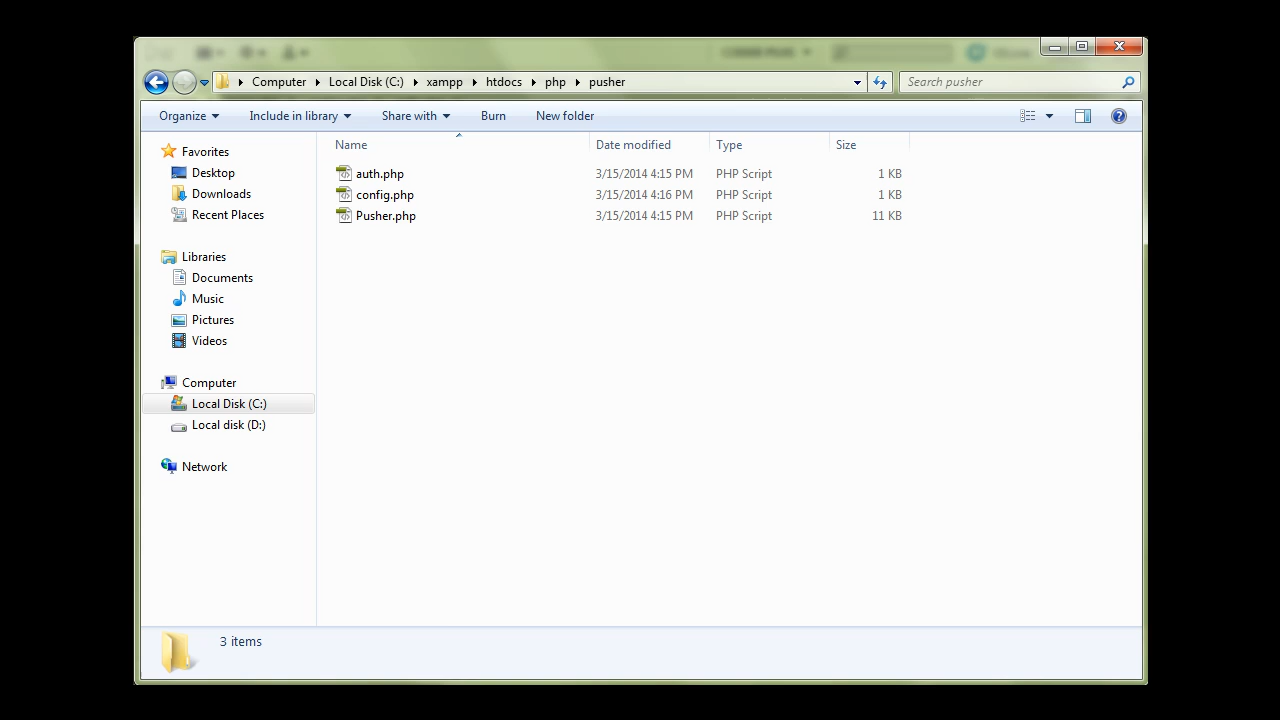 Computer Local Disk (C:) xampp htdocs php pusher Search pusher
Organize Include in library Share with Burn New folder
Favorites
Desktop
Downloads
Recent Places
Libraries
Documents
Music
Pictures
Videos
Computer
Local Disk (C:)
Local disk (D:)
Network
Name Date modified Type Size
auth.php 3/15/2014 4:15 PM PHP Script 1 KB
config.php 3/15/2014 4:16 PM PHP Script 1 KB
Pusher.php 3/15/2014 4:15 PM PHP Script 11 KB
3 items